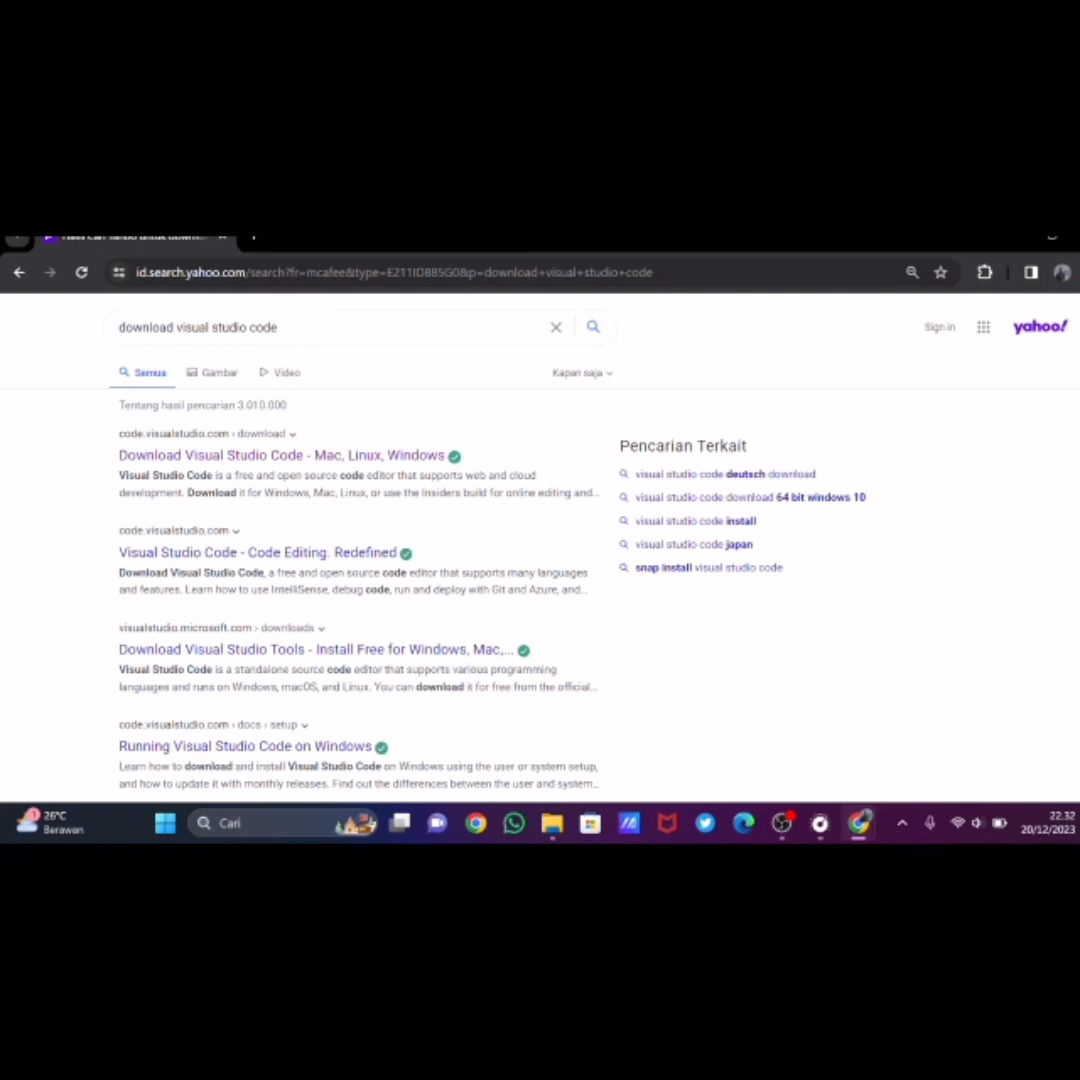 id.search.yahoo.com/search?fr=mcafee&type=E211ID885G0&p=download+visual+studio+code
download visual studio code
Sign in
yahoo!
Semua
Gambar
Video
Kapan saja
Tentang hasil pencarian 3.010.000
code.visualstudio.com › download
Download Visual Studio Code - Mac, Linux, Windows
Visual Studio Code is a free and open source code editor that supports web and cloud
development. Download it for Windows, Mac, Linux, or use the Insiders build for online editing and...
code.visualstudio.com
Visual Studio Code - Code Editing. Redefined
Download Visual Studio Code, a free and open source code editor that supports many languages
and features. Learn how to use IntelliSense, debug code, run and deploy with Git and Azure, and...
visualstudio.microsoft.com › downloads
Download Visual Studio Tools - Install Free for Windows, Mac,...
Visual Studio Code is a standalone source code editor that supports various programming
languages and runs on Windows, macOS, and Linux. You can download it for free from the official...
code.visualstudio.com › docs › setup
Running Visual Studio Code on Windows
Learn how to download and install Visual Studio Code on Windows using the user or system setup,
and how to update it with monthly releases. Find out the differences between the user and system...
Pencarian Terkait
visual studio code deutsch download
visual studio code download 64 bit windows 10
visual studio code install
visual studio code japan
snap install visual studio code
1
26°C
Berawan
Cari
22.32
20/12/2023